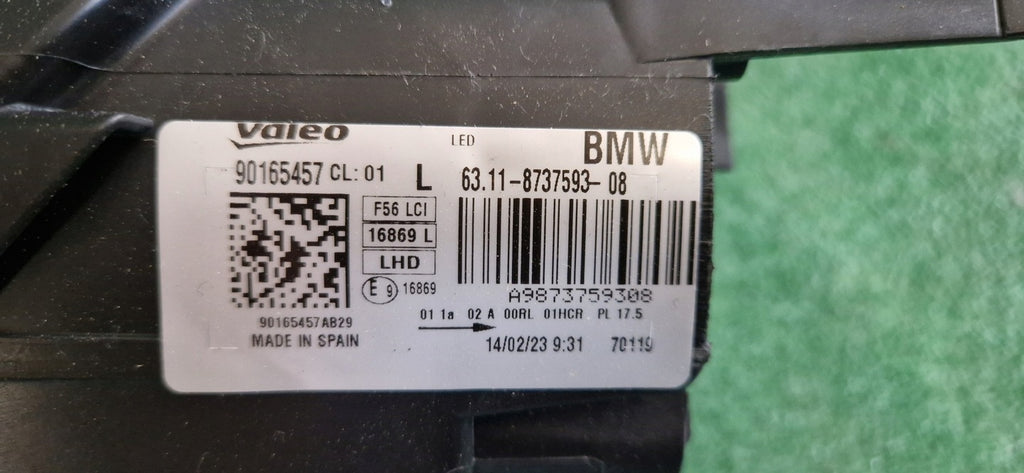 Valeo
LED
BMW
90165457 CL: 01
L
63.11-8737593-08
F56 LCI
16869 L
LHD
E 9 16869
A9873759308
90165457AB29
01 1a 02 A 00RL 01HCR PL 17.5
MADE IN SPAIN
14/02/23 9:31 70119